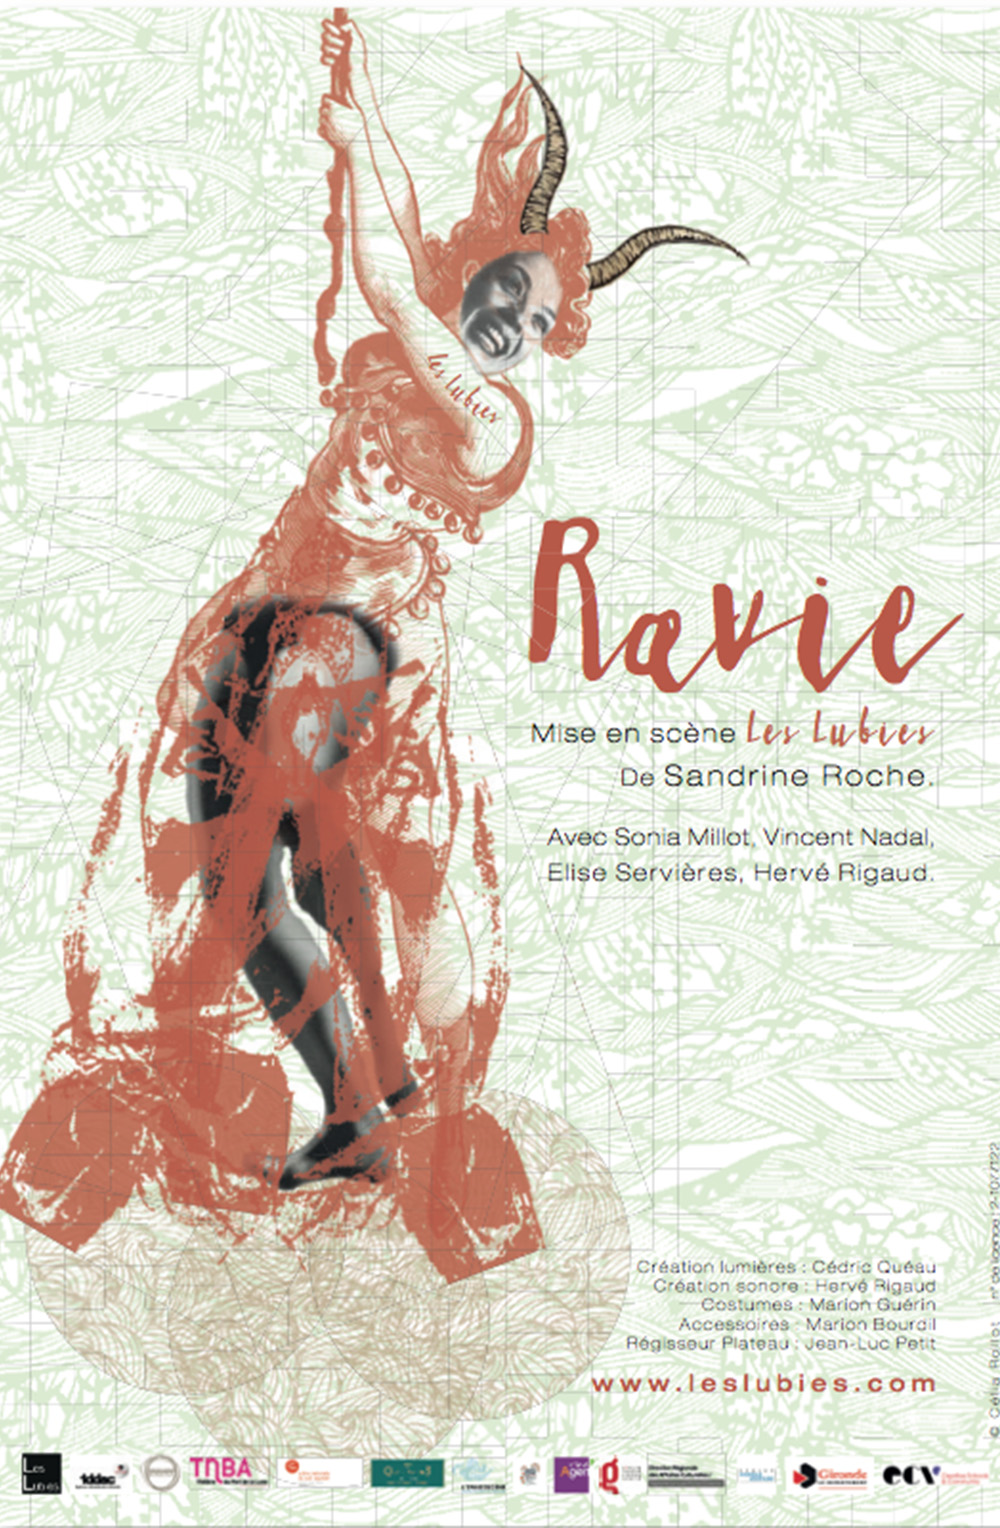 les lubies
Ravie
Mise en scène Les Lubies
De Sandrine Roche.
Avec Sonia Millot, Vincent Nadal,
Elise Servières, Hervé Rigaud.
Création lumières : Cédric Quéau
Création sonore : Hervé Rigaud
Costumes : Marion Guérin
Accessoires : Marion Bourdil
Régisseur Plateau : Jean-Luc Petit
www.leslubies.com
Les
Lubies
iddac
TNBA
Agen
g
Gironde
ecv